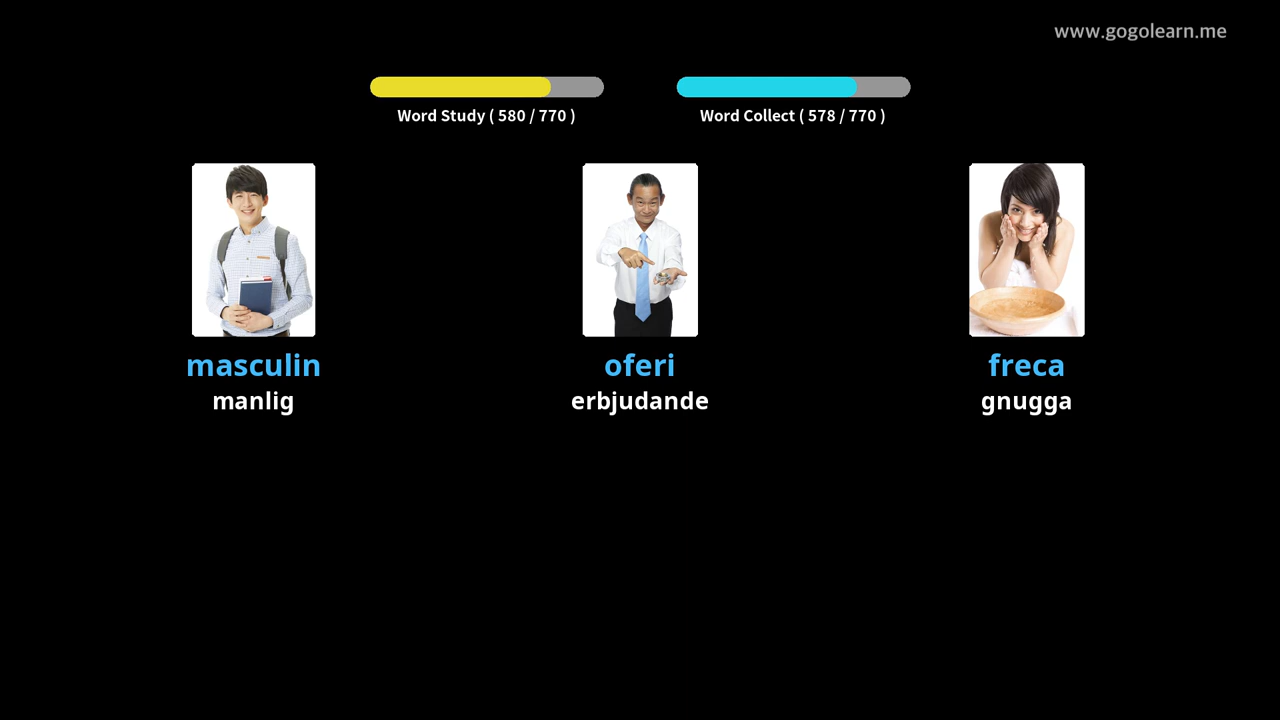 www.gogolearn.me
Word Study ( 580 / 770 )
Word Collect ( 578 / 770 )
masculin
manlig
oferi
erbjudande
freca
gnugga